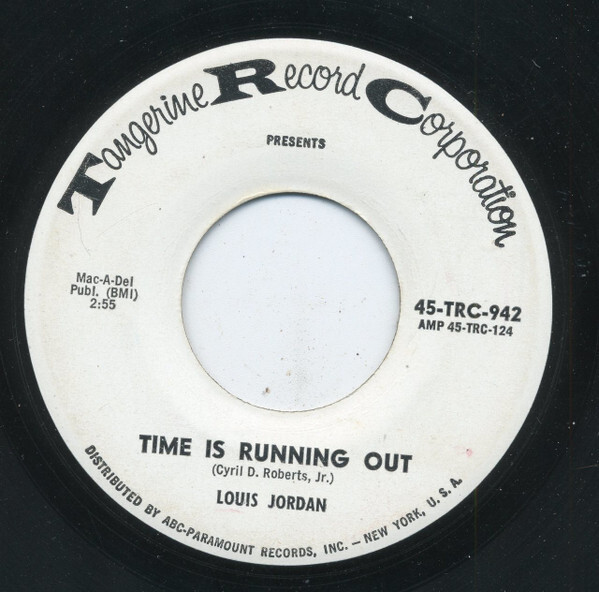 Tangerine Record Corporation
PRESENTS
Mac-A-Del
Publ. (BMI)
2:55
45-TRC-942
AMP 45-TRC-124
TIME IS RUNNING OUT
(Cyril D. Roberts, Jr.)
LOUIS JORDAN
DISTRIBUTED BY ABC-PARAMOUNT RECORDS, INC. – NEW YORK, U. S. A.